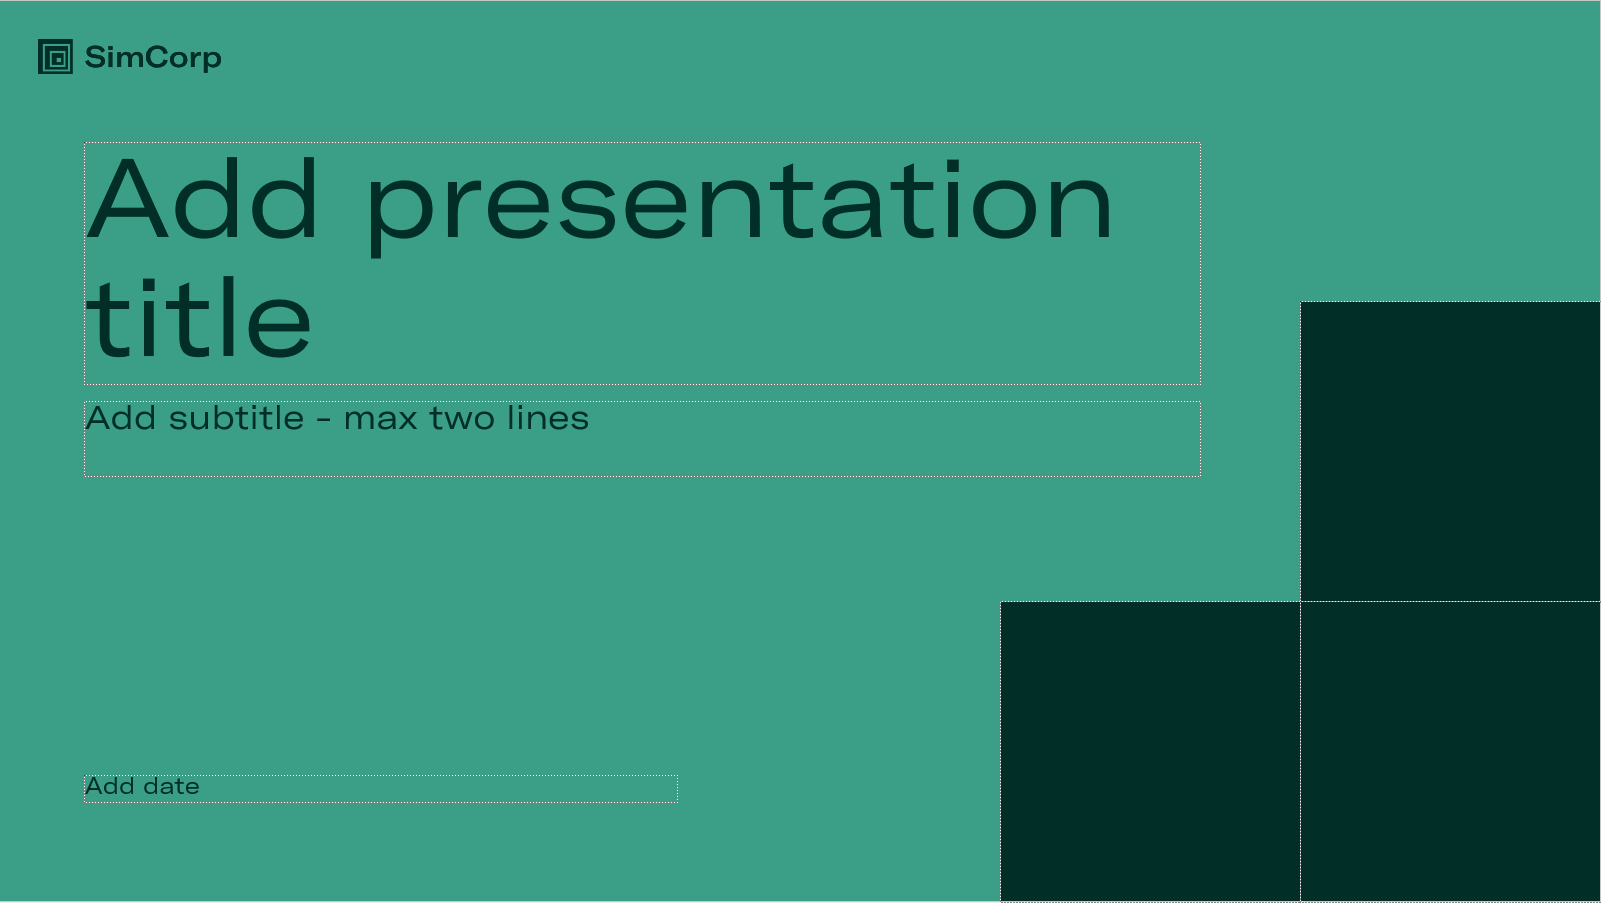 SimCorp
Add presentation
title
Add subtitle - max two lines
Add date